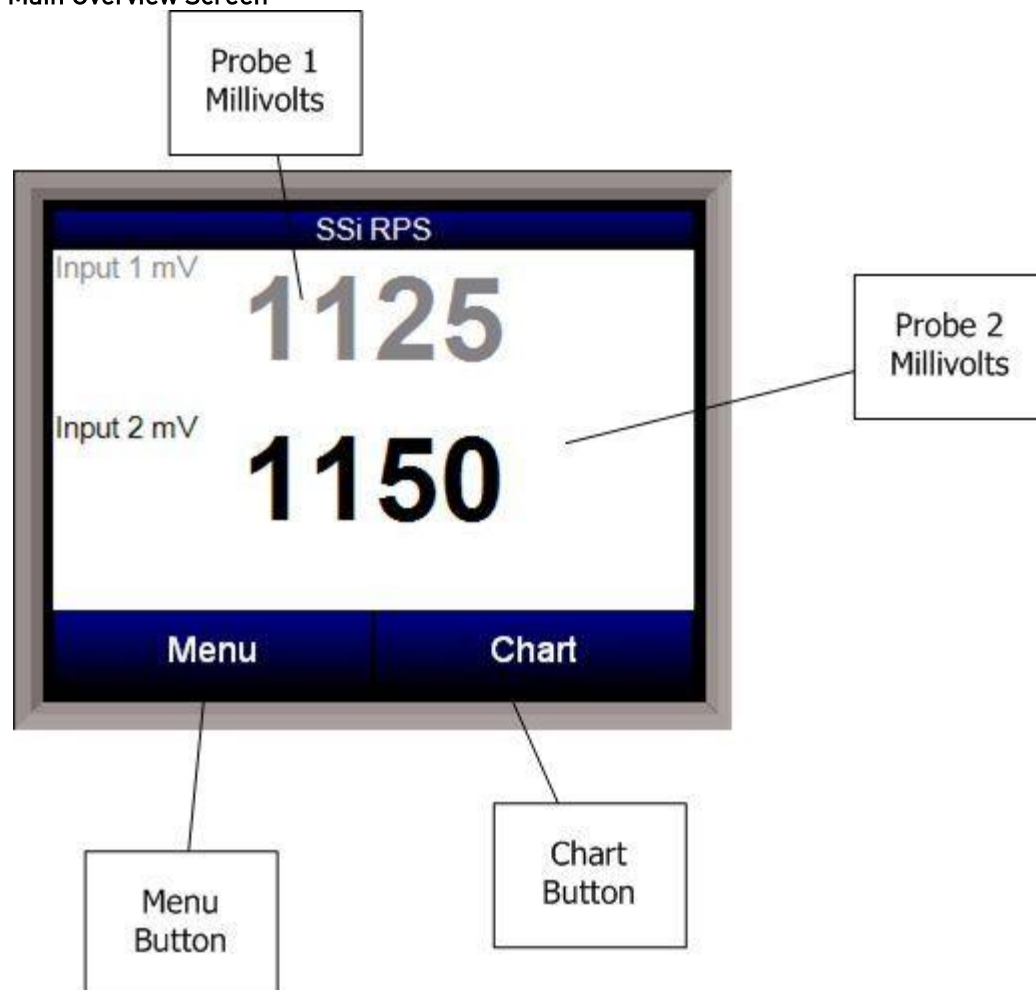 Main Overview Screen
Probe 1
Millivolts
SSi RPS
Input 1 mV
1125
Probe 2
Millivolts
Input 2 mV
1150
Menu
Chart
Chart
Button
Menu
Button